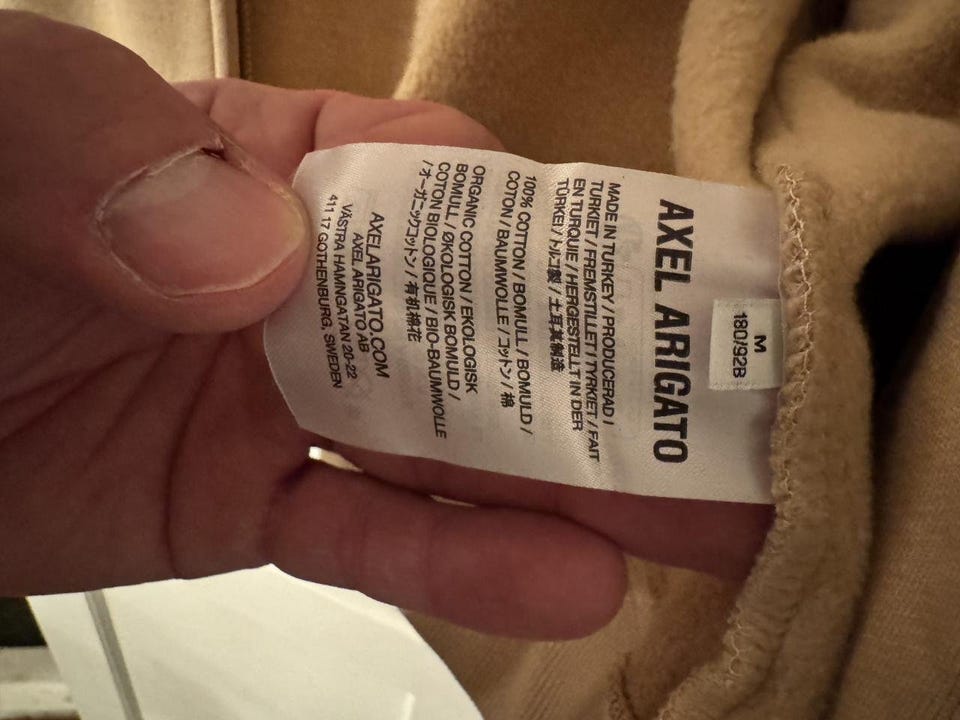 M
180/92B
AXEL ARIGATO
MADE IN TURKEY / PRODUCERAD I
TURKIET / FREMSTILLET I TYRKIET / FAIT
EN TURQUIE / HERGESTELLT IN DER
TÜRKEI / トルコ製 / 土耳其制造
100% COTTON / BOMULL / BOMULD /
COTON / BAUMWOLLE / コットン / 棉
ORGANIC COTTON / EKOLOGISK
BOMULL / ØKOLOGISK BOMULD /
COTON BIOLOGIQUE / BIO-BAUMWOLLE
/ オーガニックコットン / 有机棉花
AXELARIGATO.COM
AXEL ARIGATO AB
VÄSTRA HAMNGATAN 20-22
411 17 GOTHENBURG, SWEDEN